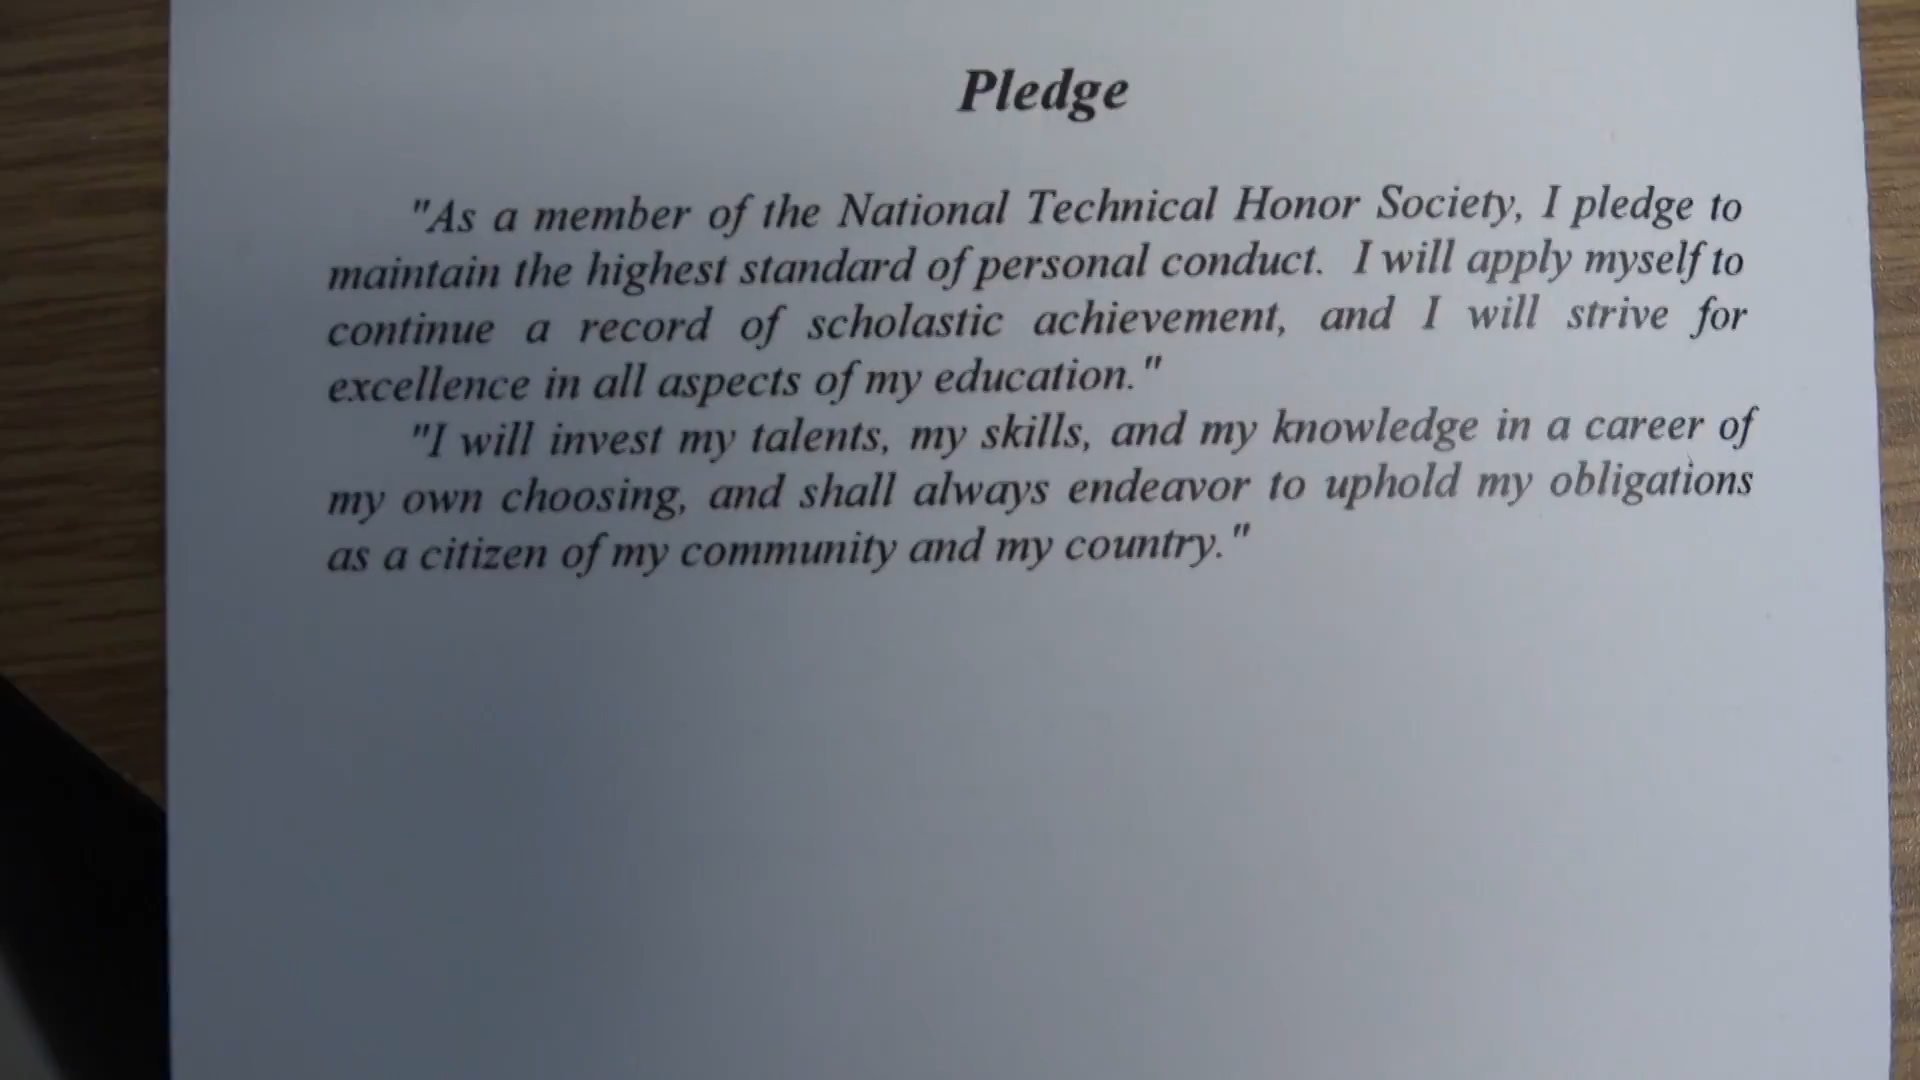 Pledge
"As a member of the National Technical Honor Society, I pledge to
maintain the highest standard of personal conduct.  I will apply myself to
continue a record of scholastic achievement, and I will strive for
excellence in all aspects of my education."
"I will invest my talents, my skills, and my knowledge in a career of
my own choosing, and shall always endeavor to uphold my obligations
as a citizen of my community and my country."